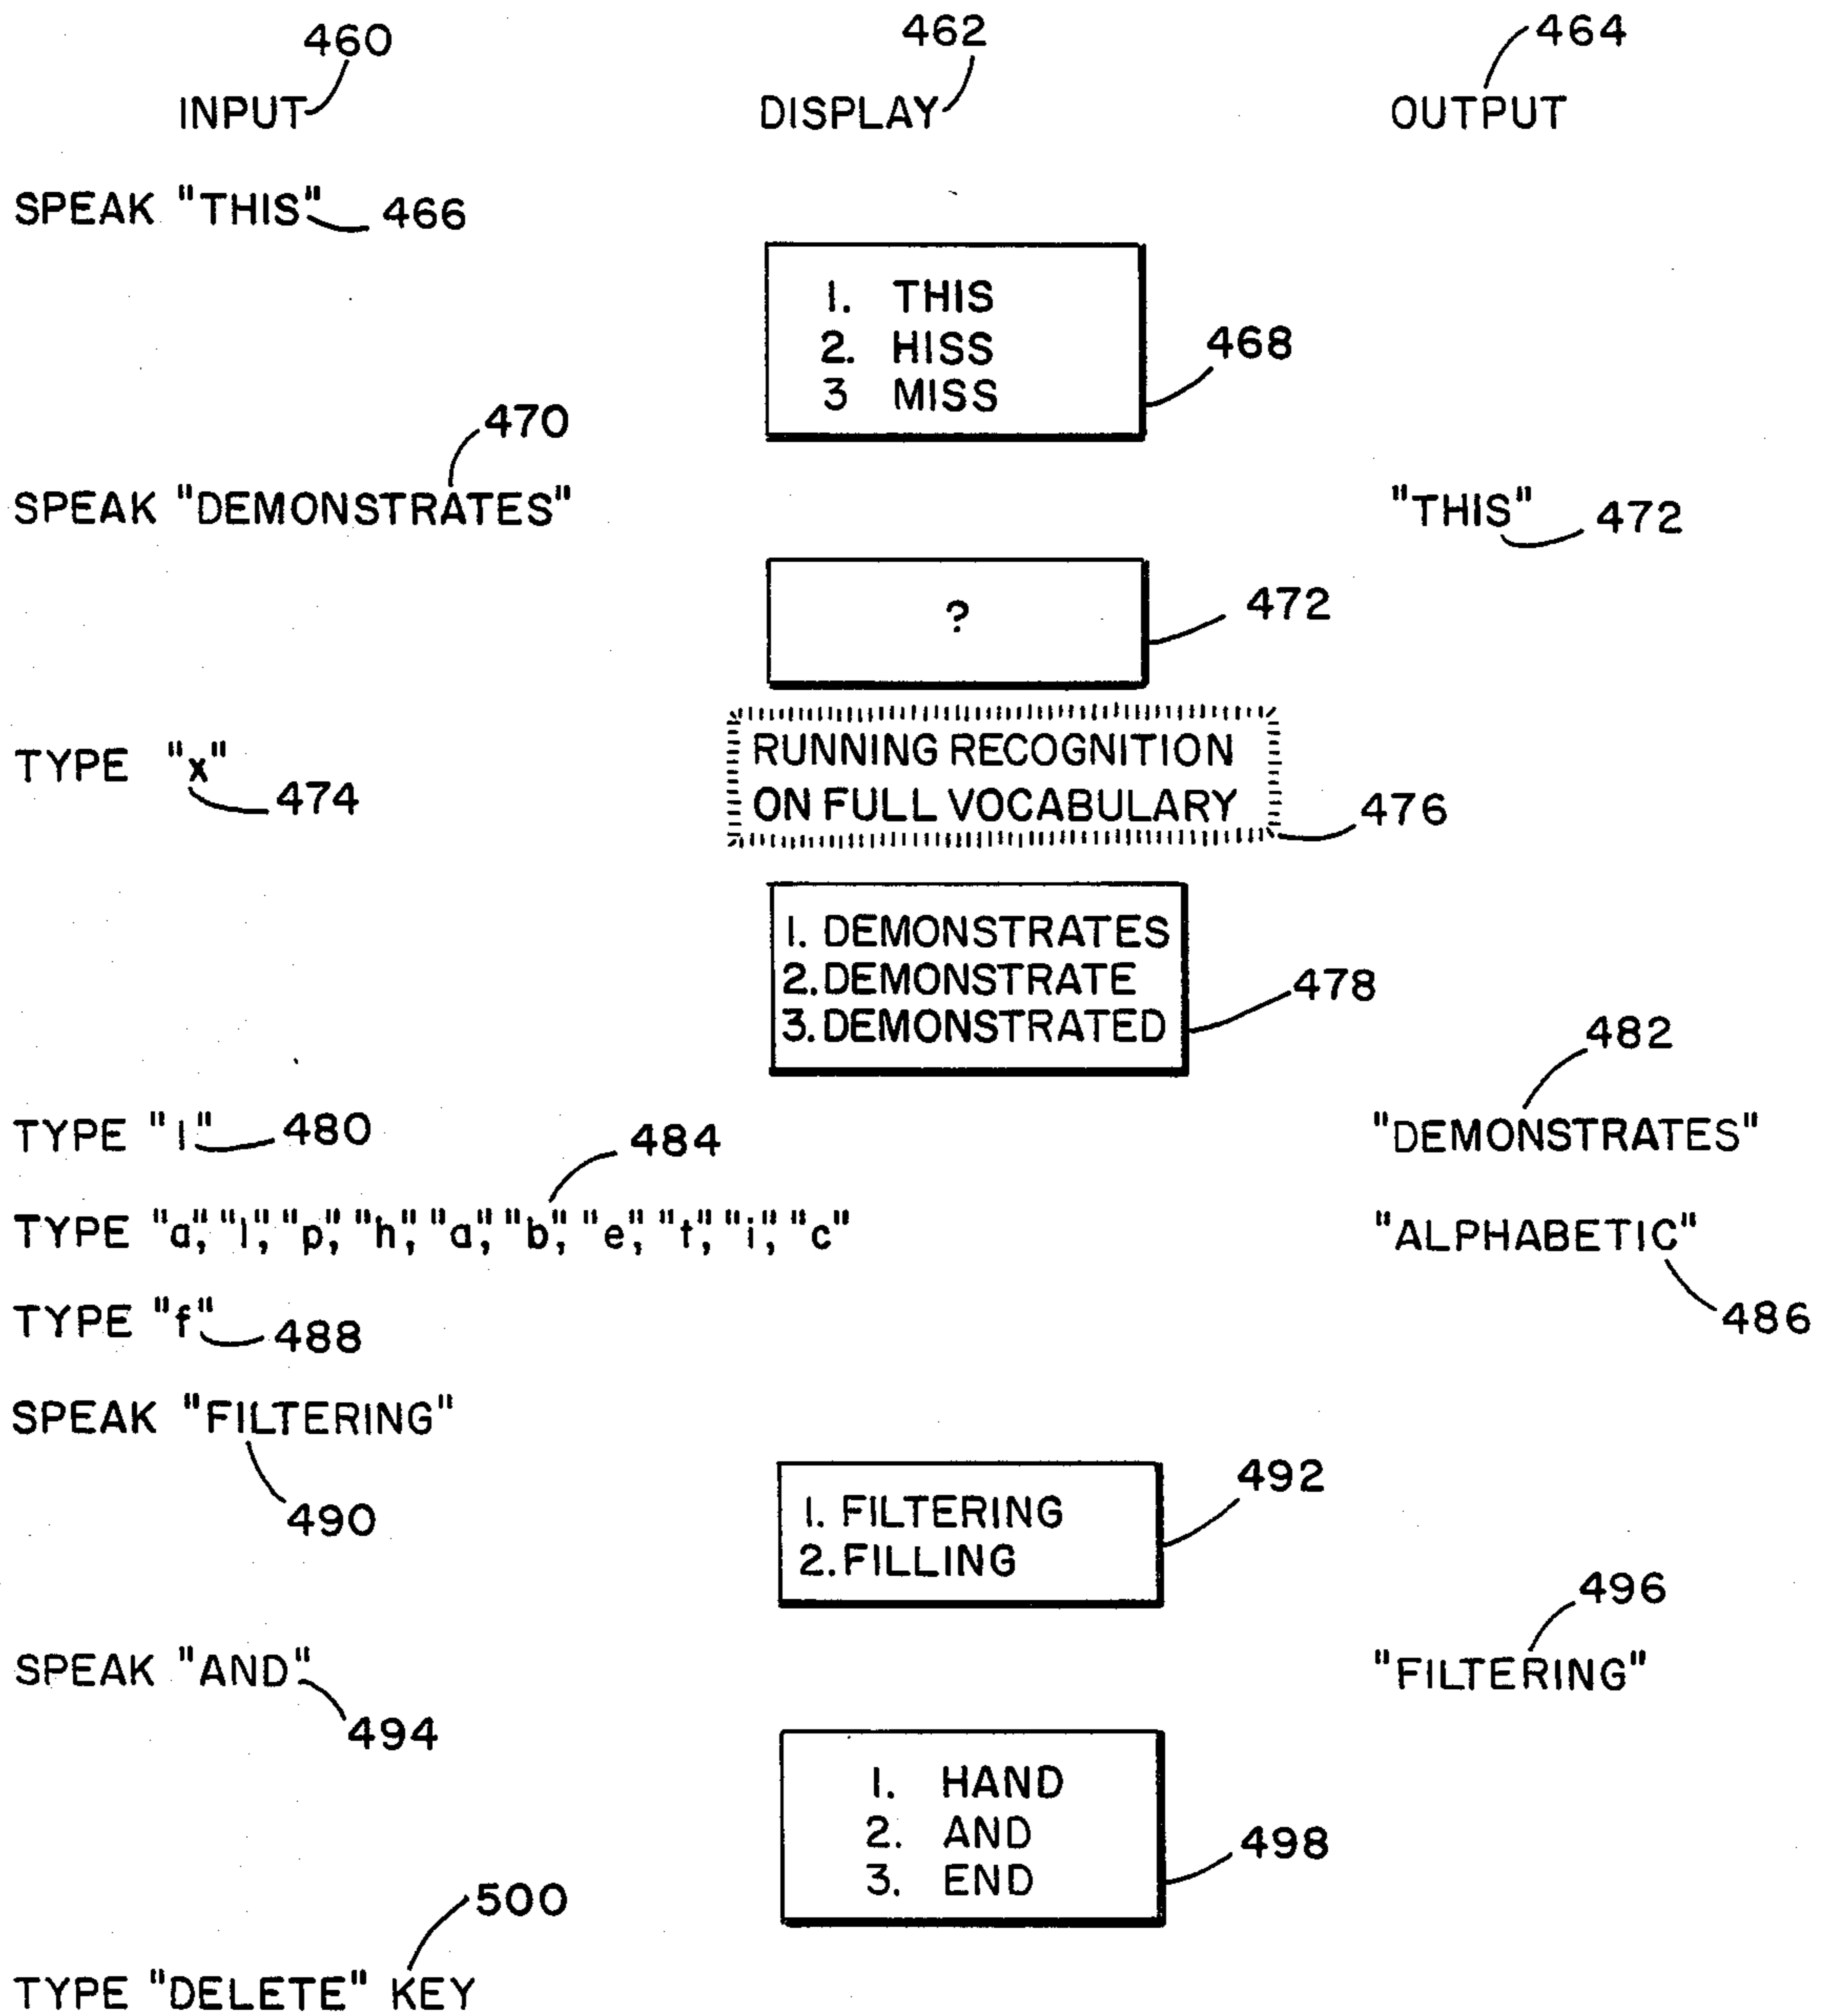 460 462 464
INPUT DISPLAY OUTPUT
SPEAK "THIS" 466
1. THIS
2. HISS
3 MISS
468
470
SPEAK "DEMONSTRATES" "THIS" 472
? 472
TYPE "x" 474
RUNNING RECOGNITION
ON FULL VOCABULARY
476
1. DEMONSTRATES
2. DEMONSTRATE
3. DEMONSTRATED
478
482
TYPE "1" 480 "DEMONSTRATES"
484
TYPE "a", "l", "p", "h", "a", "b", "e", "t", "i", "c" "ALPHABETIC"
486
TYPE "f" 488
SPEAK "FILTERING"
490
1. FILTERING
2. FILLING
492
496
SPEAK "AND" "FILTERING"
494
1. HAND
2. AND
3. END
498
500
TYPE "DELETE" KEY